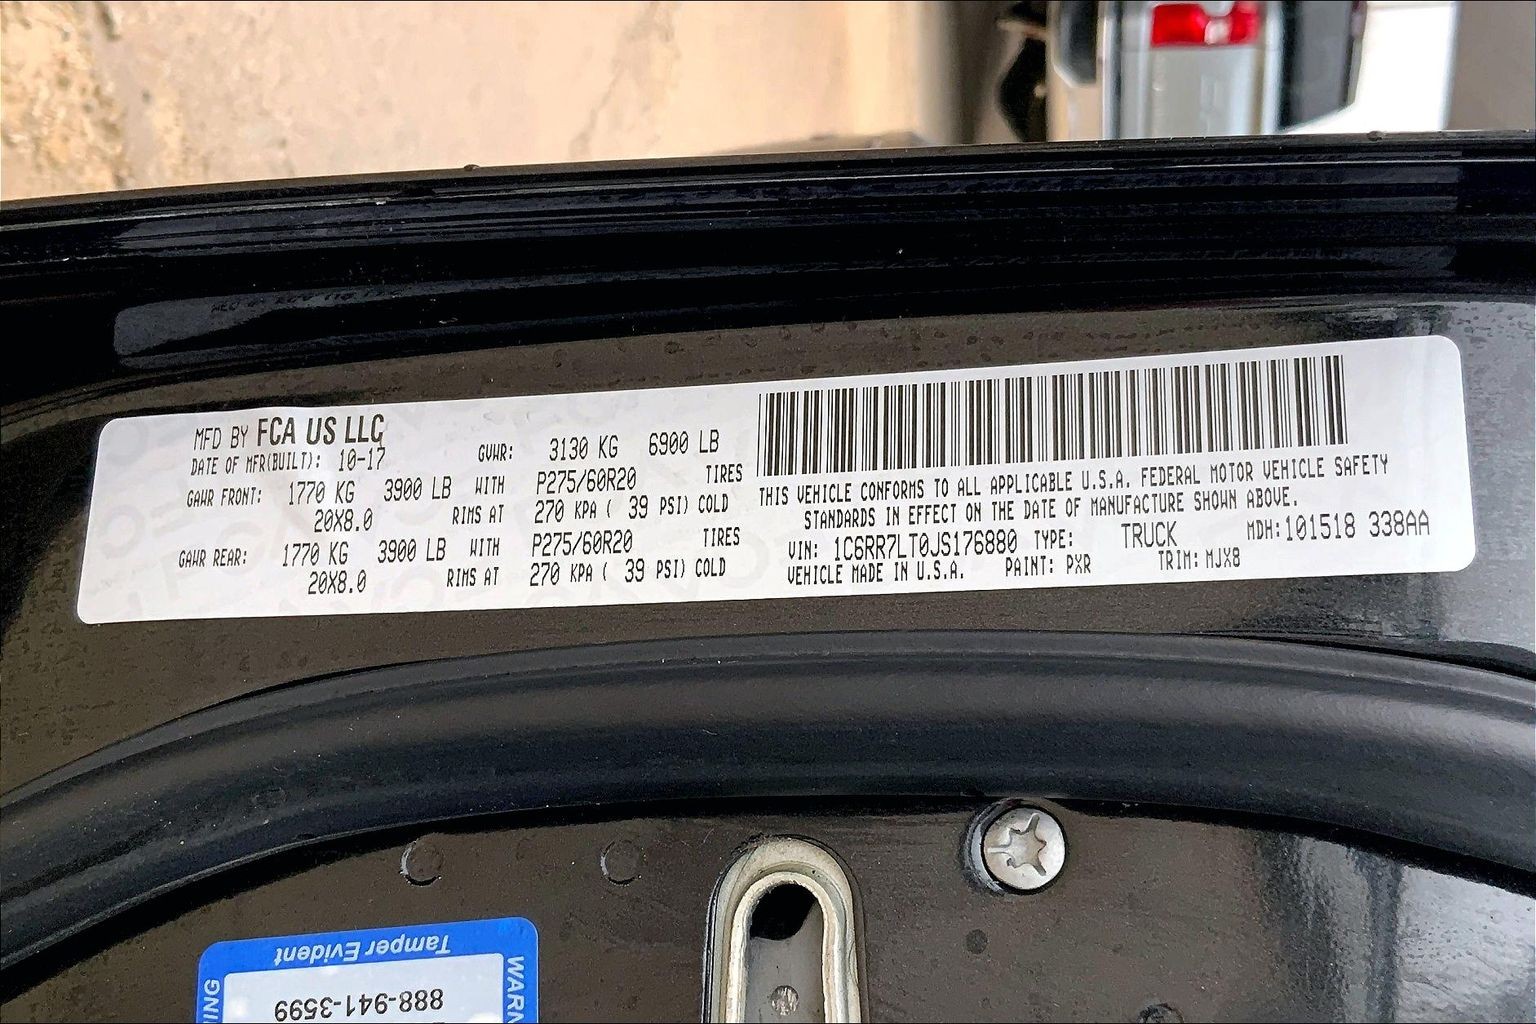 MFD BY FCA US LLC
DATE OF MFR(BUILT): 10-17 GVWR: 3130 KG 6900 LB
GAWR FRONT: 1770 KG 3900 LB WITH P275/60R20 TIRES
20X8.0 RIMS AT 270 KPA ( 39 PSI) COLD
GAWR REAR: 1770 KG 3900 LB WITH P275/60R20 TIRES
20X8.0 RIMS AT 270 KPA ( 39 PSI) COLD
THIS VEHICLE CONFORMS TO ALL APPLICABLE U.S.A. FEDERAL MOTOR VEHICLE SAFETY
STANDARDS IN EFFECT ON THE DATE OF MANUFACTURE SHOWN ABOVE.
VIN: 1C6RR7LT0JS176880 TYPE: TRUCK MDH:101518 338AA
VEHICLE MADE IN U.S.A. PAINT: PXR TRIM: MJX8
Tamper Evident
888-941-3599